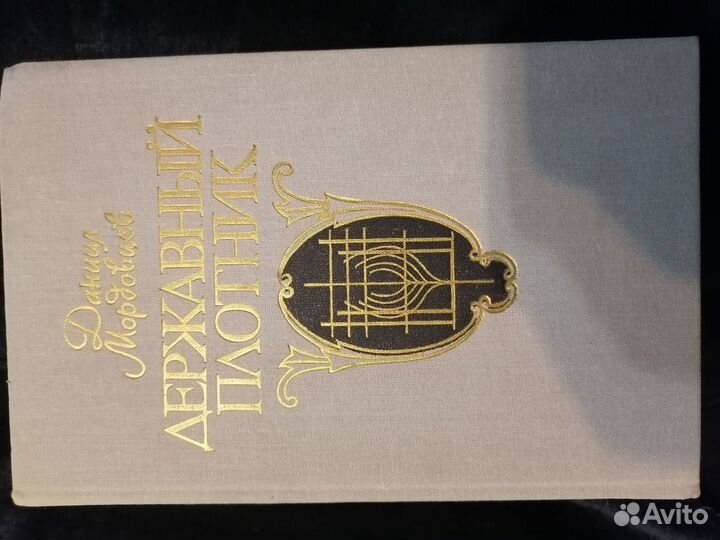 Даниил
Мордовцев
ДЕРЖАВНЫЙ
ПЛОТНИК
Avito